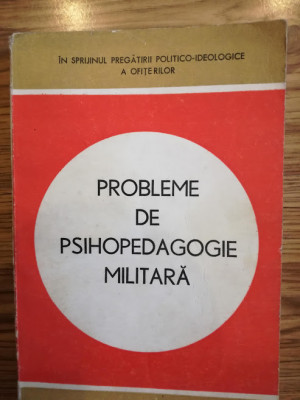 ÎN SPRIJINUL PREGĂTIRII POLITICO-IDEOLOGICE
A OFIȚERILOR
PROBLEME
DE
PSIHOPEDAGOGIE
MILITARĂ